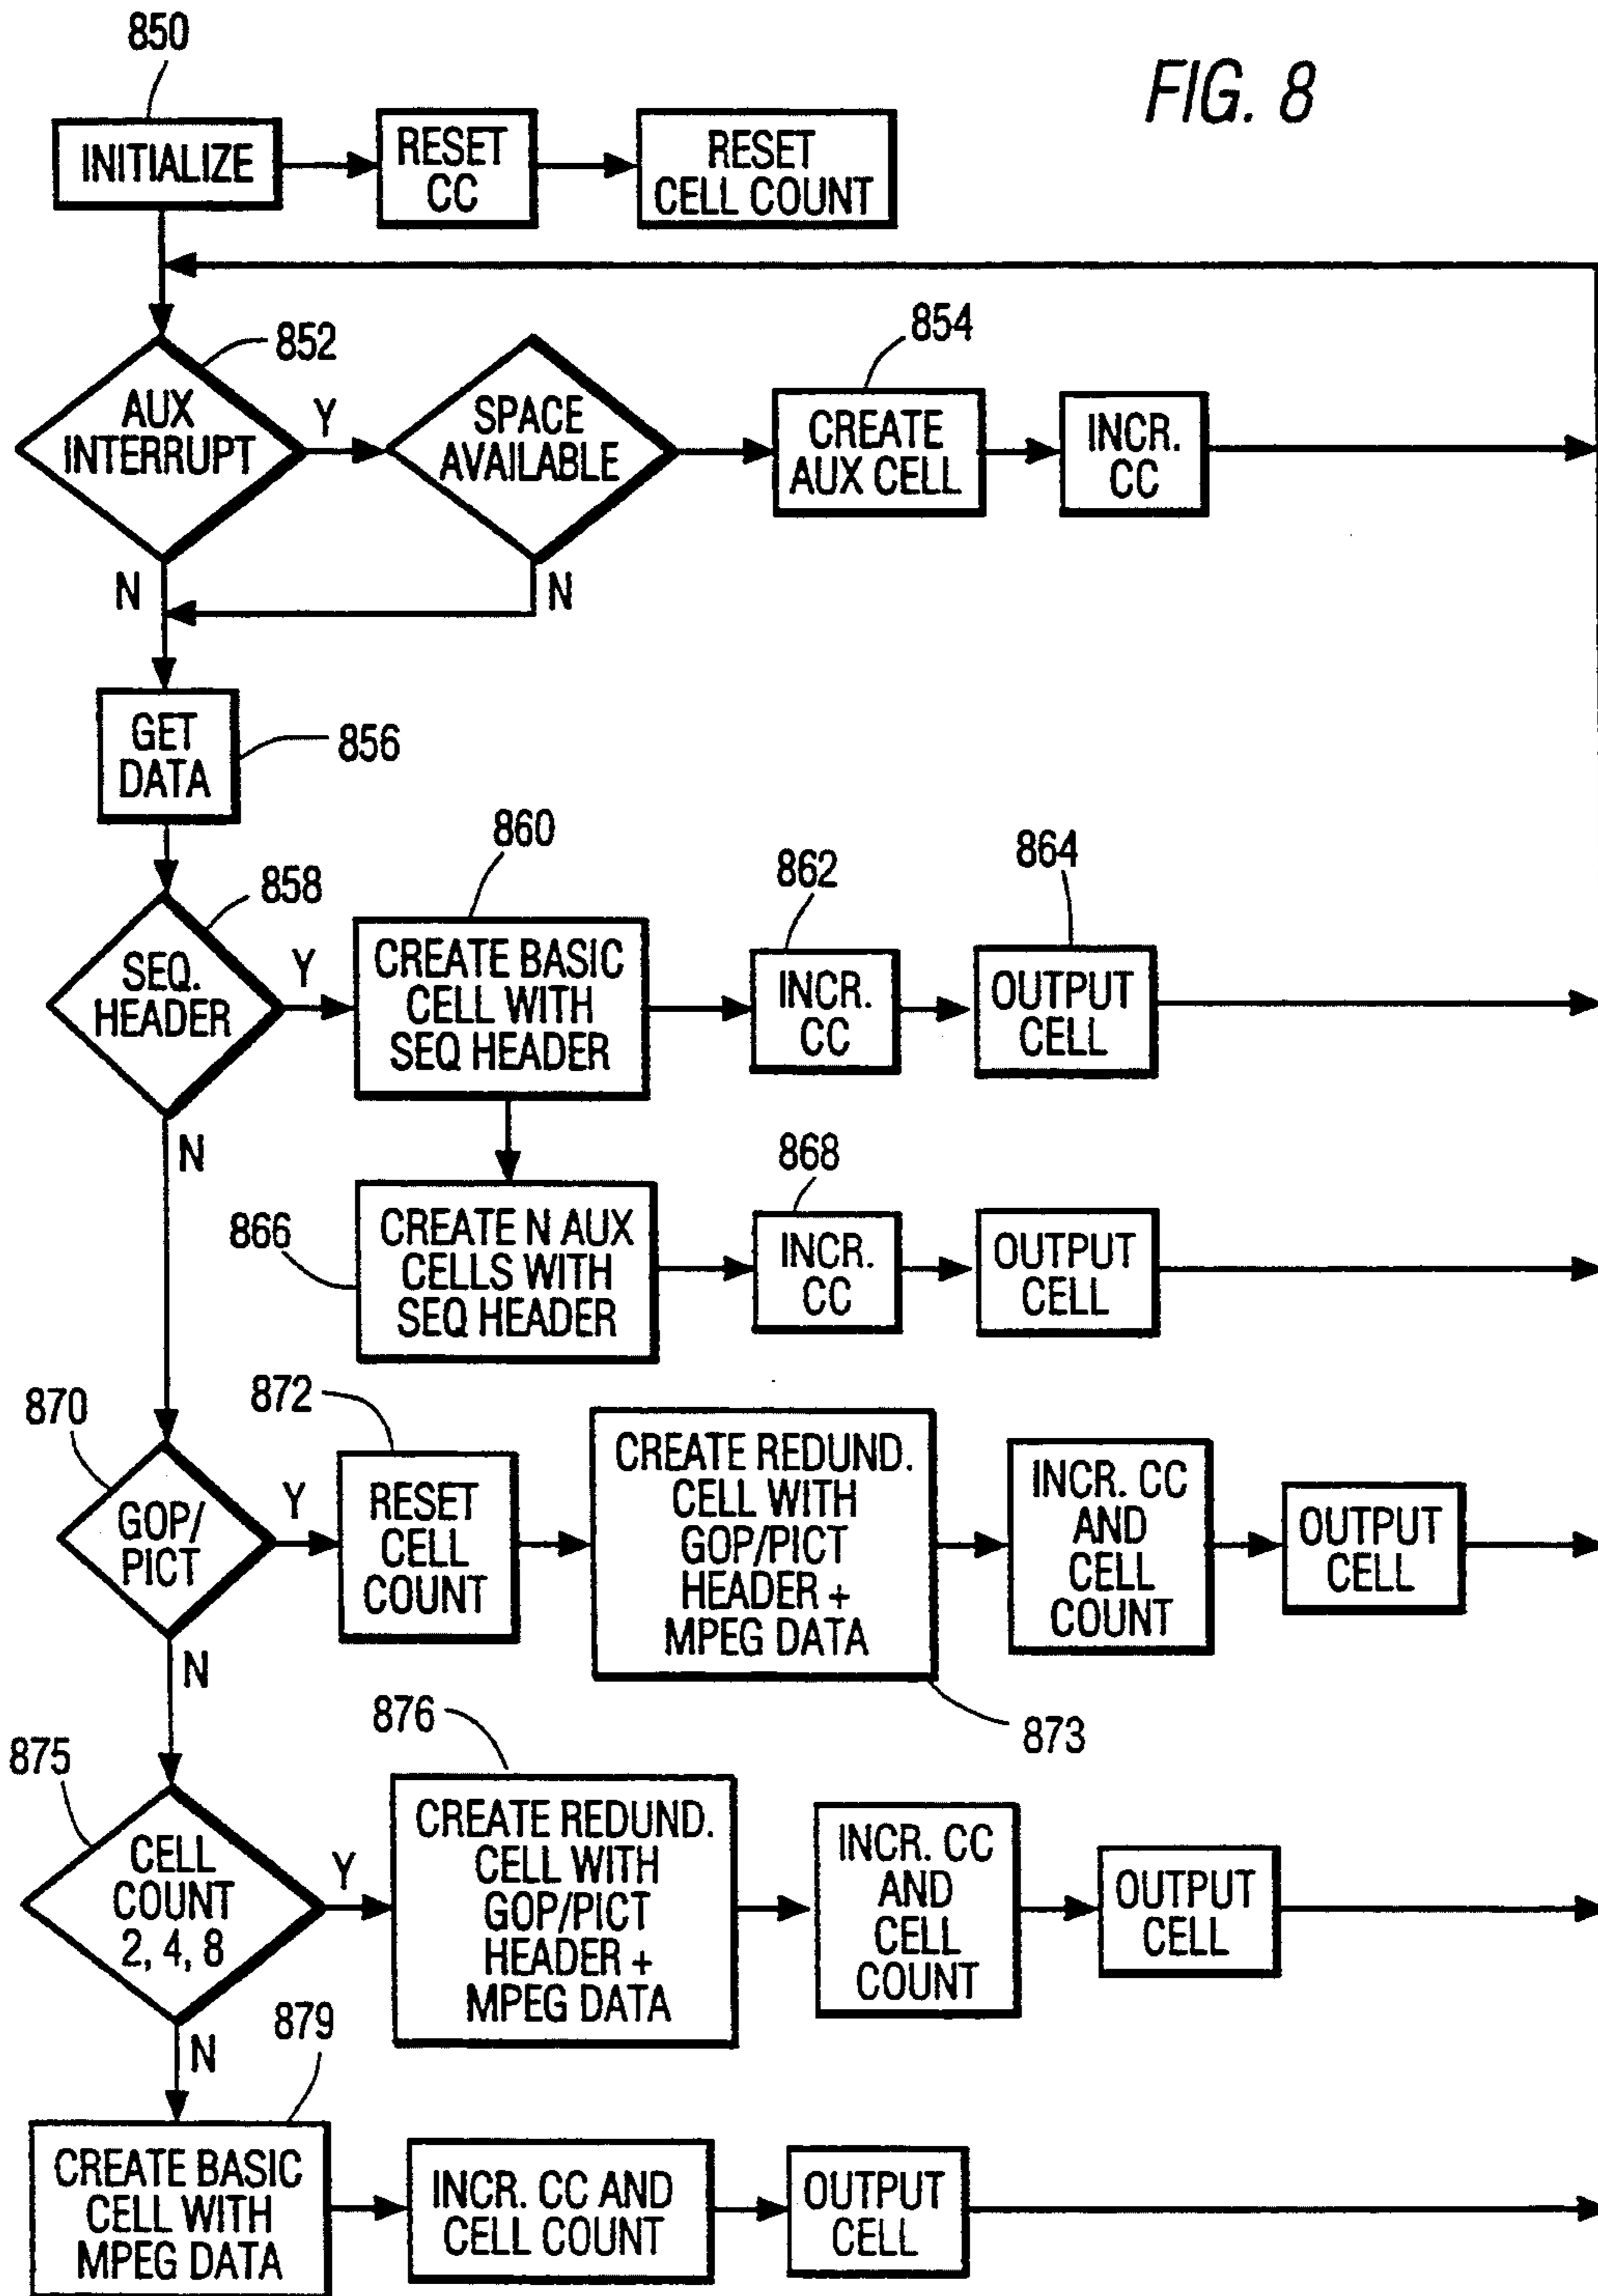 850
FIG. 8
INITIALIZE
RESET
CC
RESET
CELL COUNT
852
AUX
INTERRUPT
Y
N
SPACE
AVAILABLE
N
854
CREATE
AUX CELL
INCR.
CC
GET
DATA
856
858
SEQ.
HEADER
Y
N
860
CREATE BASIC
CELL WITH
SEQ HEADER
862
INCR.
CC
864
OUTPUT
CELL
866
CREATE N AUX
CELLS WITH
SEQ HEADER
868
INCR.
CC
OUTPUT
CELL
870
GOP/
PICT
Y
N
872
RESET
CELL
COUNT
CREATE REDUND.
CELL WITH
GOP/PICT
HEADER +
MPEG DATA
873
INCR. CC
AND
CELL
COUNT
OUTPUT
CELL
875
CELL
COUNT
2, 4, 8
Y
N
876
CREATE REDUND.
CELL WITH
GOP/PICT
HEADER +
MPEG DATA
INCR. CC
AND
CELL
COUNT
OUTPUT
CELL
879
CREATE BASIC
CELL WITH
MPEG DATA
INCR. CC AND
CELL COUNT
OUTPUT
CELL